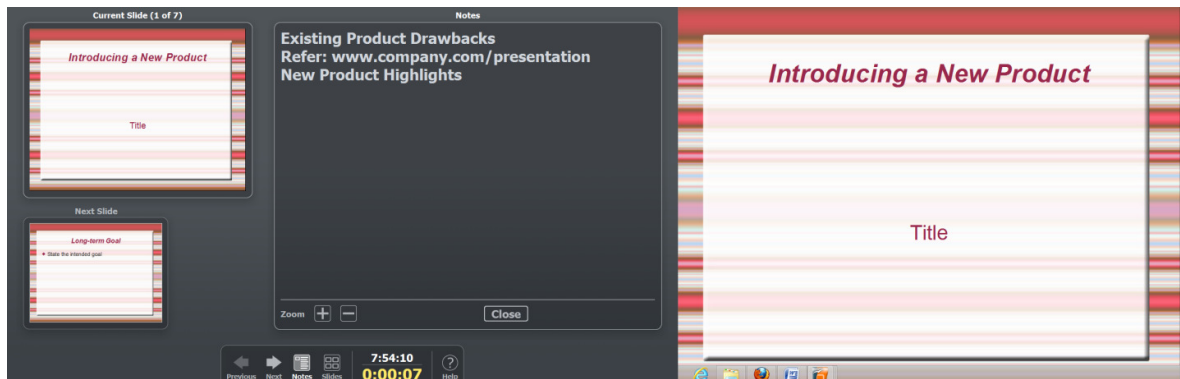 Current Slide (1 of 7)
Introducing a New Product
Title
Next Slide
Long-term Goal
• State the intended goal
Notes
Existing Product Drawbacks
Refer: www.company.com/presentation
New Product Highlights
Zoom
Close
Previous
Next
Notes
Slides
7:54:10
0:00:07
Help
Introducing a New Product
Title